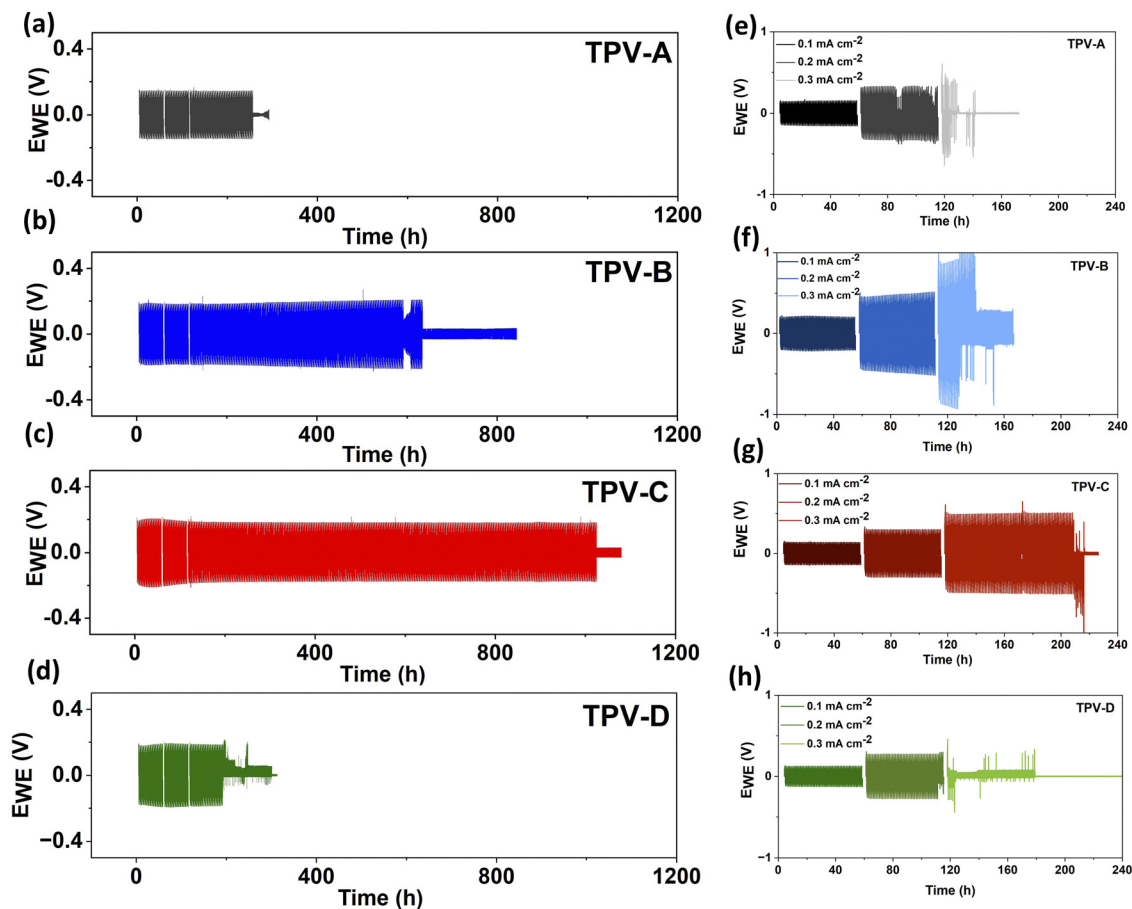 (a)
0.4
0.0
-0.4
EWE (V)
TPV-A
0 400 800 1200
Time (h)
(b)
0.4
0.0
-0.4
EWE (V)
TPV-B
0 400 800 1200
Time (h)
(c)
0.4
0.0
-0.4
EWE (V)
TPV-C
0 400 800 1200
Time (h)
(d)
0.4
0.0
−0.4
EWE (V)
TPV-D
0 400 800 1200
Time (h)
(e)
1
0
-1
EWE (V)
0.1 mA cm-2
0.2 mA cm-2
0.3 mA cm-2
TPV-A
0 40 80 120 160 200 240
Time (h)
(f)
1
0
-1
EWE (V)
0.1 mA cm-2
0.2 mA cm-2
0.3 mA cm-2
TPV-B
0 40 80 120 160 200 240
Time (h)
(g)
1
0
-1
EWE (V)
0.1 mA cm-2
0.2 mA cm-2
0.3 mA cm-2
TPV-C
0 40 80 120 160 200 240
Time (h)
(h)
1
0
−1
EWE (V)
0.1 mA cm-2
0.2 mA cm-2
0.3 mA cm-2
TPV-D
0 40 80 120 160 200 240
Time (h)